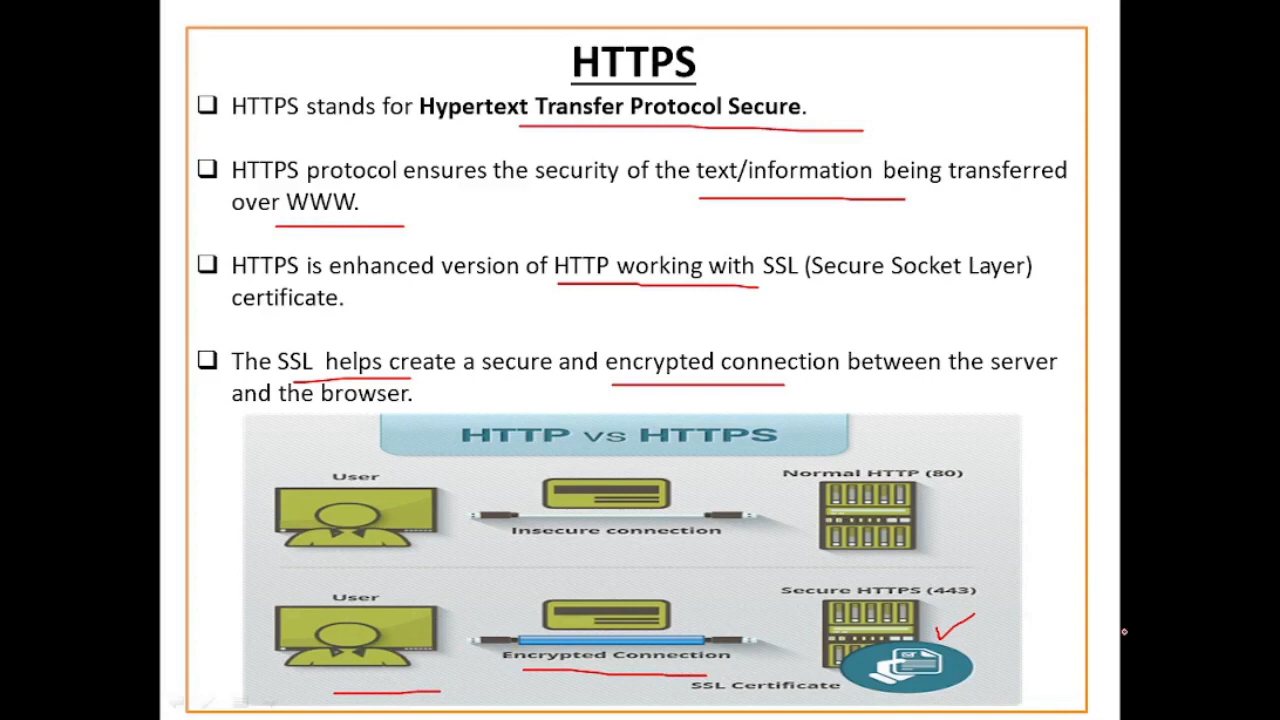 HTTPS
❑ HTTPS stands for Hypertext Transfer Protocol Secure.
❑ HTTPS protocol ensures the security of the text/information being transferred
over WWW.
❑ HTTPS is enhanced version of HTTP working with SSL (Secure Socket Layer)
certificate.
❑ The SSL helps create a secure and encrypted connection between the server
and the browser.
HTTP vs HTTPS
User
Insecure connection
Normal HTTP (80)
User
Encrypted Connection
Secure HTTPS (443)
SSL Certificate